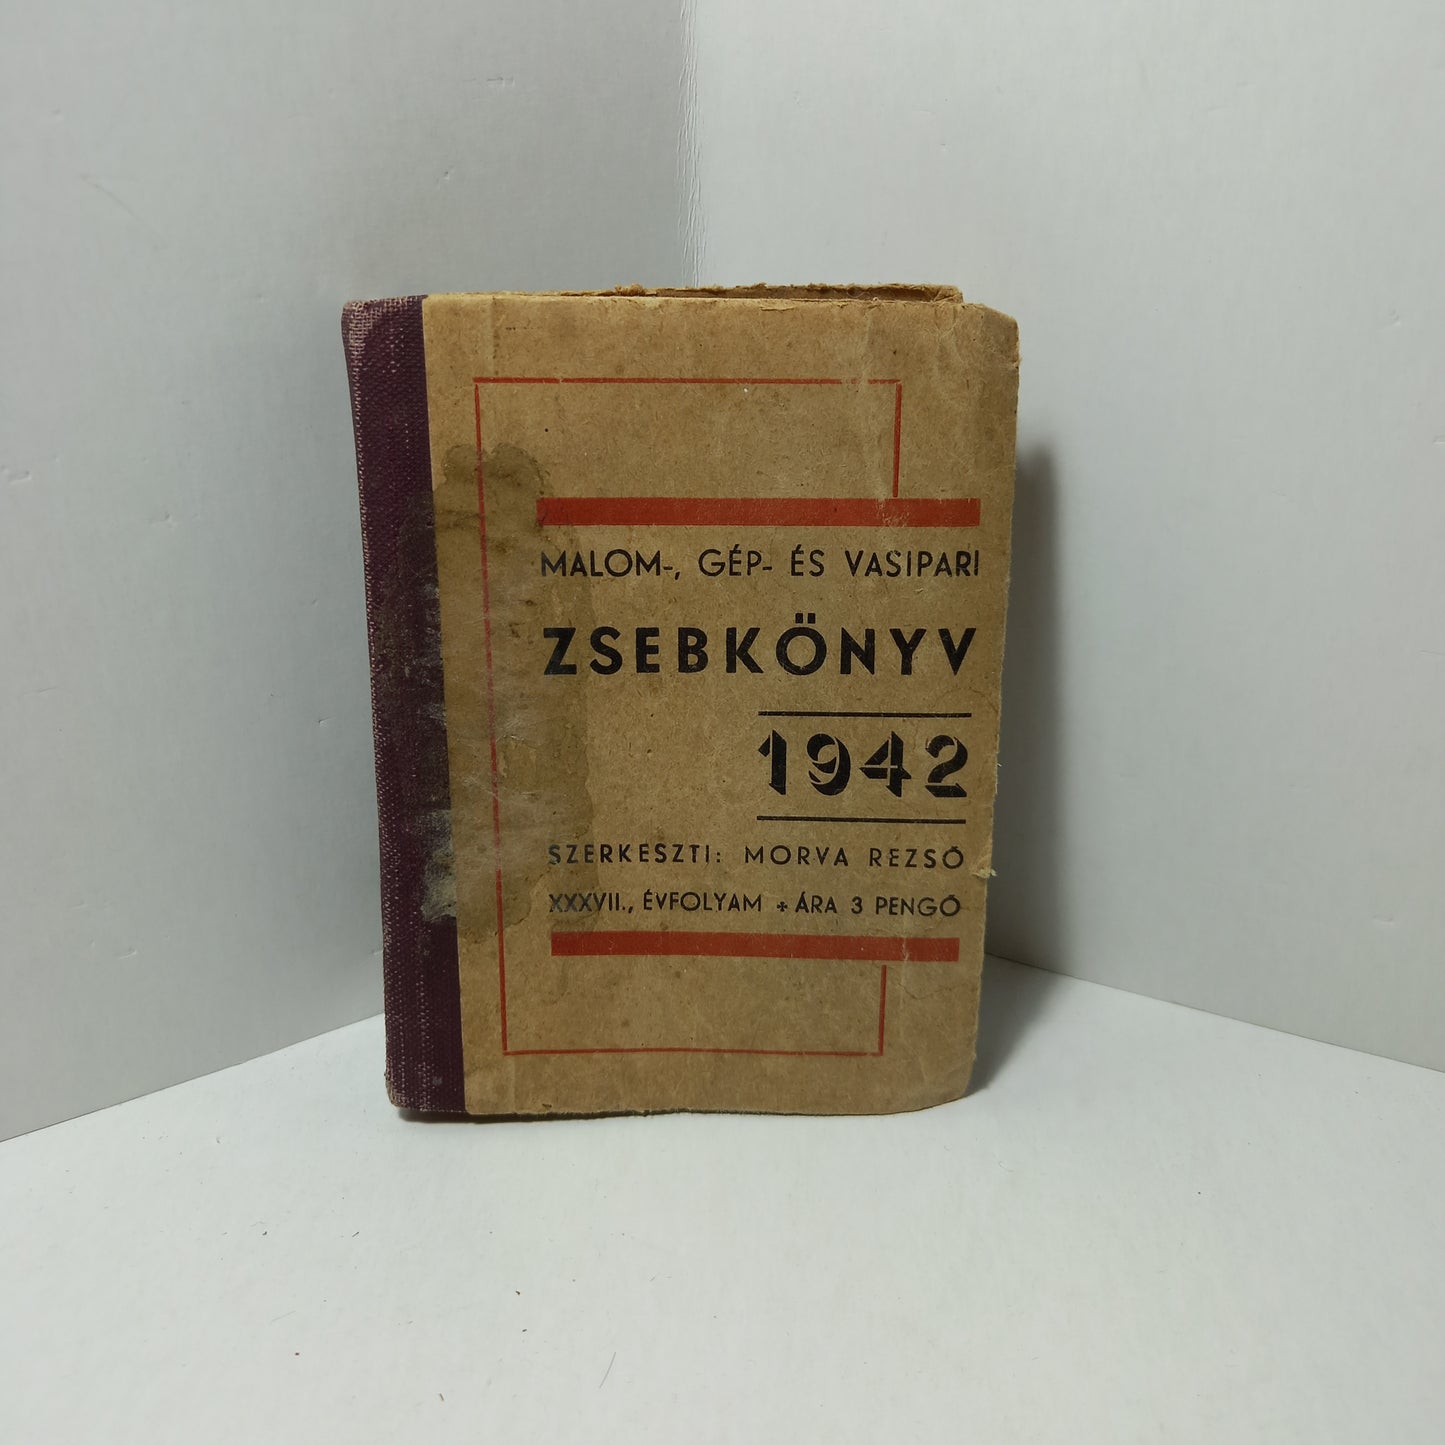 MALOM-, GÉP- ÉS VASIPARI
ZSEBKÖNYV
1942
SZERKESZTI: MORVA REZSŐ
XXXVII., ÉVFOLYAM + ÁRA 3 PENGŐ